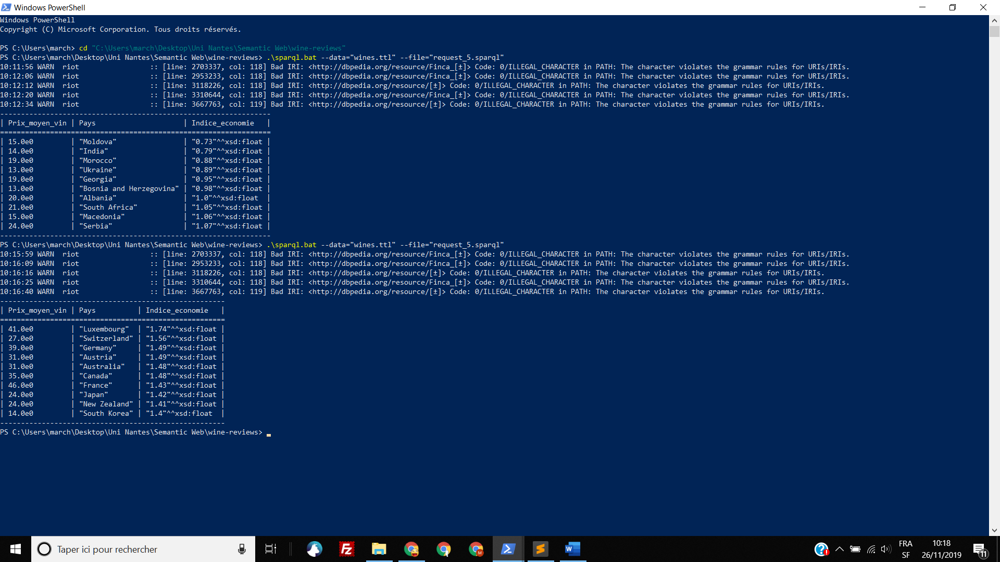 Windows PowerShell
Windows PowerShell
Copyright (C) Microsoft Corporation. Tous droits réservés.
PS C:\Users\march> cd "C:\Users\march\Desktop\Uni Nantes\Semantic Web\wine-reviews"
PS C:\Users\march\Desktop\Uni Nantes\Semantic Web\wine-reviews> .\sparql.bat --data="wines.ttl" --file="request_5.sparql"
10:11:56 WARN  riot                 :: [line: 2703337, col: 118] Bad IRI: <http://dbpedia.org/resource/Finca_[±]> Code: 0/ILLEGAL_CHARACTER in PATH: The character violates the grammar rules for URIs/IRIs.
10:12:06 WARN  riot                 :: [line: 2953233, col: 118] Bad IRI: <http://dbpedia.org/resource/Finca_[±]> Code: 0/ILLEGAL_CHARACTER in PATH: The character violates the grammar rules for URIs/IRIs.
10:12:12 WARN  riot                 :: [line: 3118226, col: 118] Bad IRI: <http://dbpedia.org/resource/[±]> Code: 0/ILLEGAL_CHARACTER in PATH: The character violates the grammar rules for URIs/IRIs.
10:12:20 WARN  riot                 :: [line: 3310644, col: 118] Bad IRI: <http://dbpedia.org/resource/Finca_[±]> Code: 0/ILLEGAL_CHARACTER in PATH: The character violates the grammar rules for URIs/IRIs.
10:12:34 WARN  riot                 :: [line: 3667763, col: 119] Bad IRI: <http://dbpedia.org/resource/[±]> Code: 0/ILLEGAL_CHARACTER in PATH: The character violates the grammar rules for URIs/IRIs.
-----------------------------------------------------------------
| Prix_moyen_vin | Pays                     | Indice_economie   |
=================================================================
| 15.0e0         | "Moldova"                | "0.73"^^xsd:float |
| 14.0e0         | "India"                  | "0.79"^^xsd:float |
| 19.0e0         | "Morocco"                | "0.88"^^xsd:float |
| 13.0e0         | "Ukraine"                | "0.89"^^xsd:float |
| 19.0e0         | "Georgia"                | "0.95"^^xsd:float |
| 13.0e0         | "Bosnia and Herzegovina" | "0.98"^^xsd:float |
| 20.0e0         | "Albania"                | "1.0"^^xsd:float  |
| 21.0e0         | "South Africa"           | "1.05"^^xsd:float |
| 15.0e0         | "Macedonia"              | "1.06"^^xsd:float |
| 24.0e0         | "Serbia"                 | "1.07"^^xsd:float |
-----------------------------------------------------------------
PS C:\Users\march\Desktop\Uni Nantes\Semantic Web\wine-reviews> .\sparql.bat --data="wines.ttl" --file="request_5.sparql"
10:15:59 WARN  riot                 :: [line: 2703337, col: 118] Bad IRI: <http://dbpedia.org/resource/Finca_[±]> Code: 0/ILLEGAL_CHARACTER in PATH: The character violates the grammar rules for URIs/IRIs.
10:16:09 WARN  riot                 :: [line: 2953233, col: 118] Bad IRI: <http://dbpedia.org/resource/Finca_[±]> Code: 0/ILLEGAL_CHARACTER in PATH: The character violates the grammar rules for URIs/IRIs.
10:16:16 WARN  riot                 :: [line: 3118226, col: 118] Bad IRI: <http://dbpedia.org/resource/[±]> Code: 0/ILLEGAL_CHARACTER in PATH: The character violates the grammar rules for URIs/IRIs.
10:16:25 WARN  riot                 :: [line: 3310644, col: 118] Bad IRI: <http://dbpedia.org/resource/Finca_[±]> Code: 0/ILLEGAL_CHARACTER in PATH: The character violates the grammar rules for URIs/IRIs.
10:16:40 WARN  riot                 :: [line: 3667763, col: 119] Bad IRI: <http://dbpedia.org/resource/[±]> Code: 0/ILLEGAL_CHARACTER in PATH: The character violates the grammar rules for URIs/IRIs.
------------------------------------------------------
| Prix_moyen_vin | Pays          | Indice_economie   |
======================================================
| 41.0e0         | "Luxembourg"  | "1.74"^^xsd:float |
| 27.0e0         | "Switzerland" | "1.56"^^xsd:float |
| 39.0e0         | "Germany"     | "1.49"^^xsd:float |
| 31.0e0         | "Austria"     | "1.49"^^xsd:float |
| 31.0e0         | "Australia"   | "1.48"^^xsd:float |
| 35.0e0         | "Canada"      | "1.48"^^xsd:float |
| 46.0e0         | "France"      | "1.43"^^xsd:float |
| 24.0e0         | "Japan"       | "1.42"^^xsd:float |
| 24.0e0         | "New Zealand" | "1.41"^^xsd:float |
| 14.0e0         | "South Korea" | "1.4"^^xsd:float  |
------------------------------------------------------
PS C:\Users\march\Desktop\Uni Nantes\Semantic Web\wine-reviews>
Taper ici pour rechercher
FRA
SF
10:18
26/11/2019
11